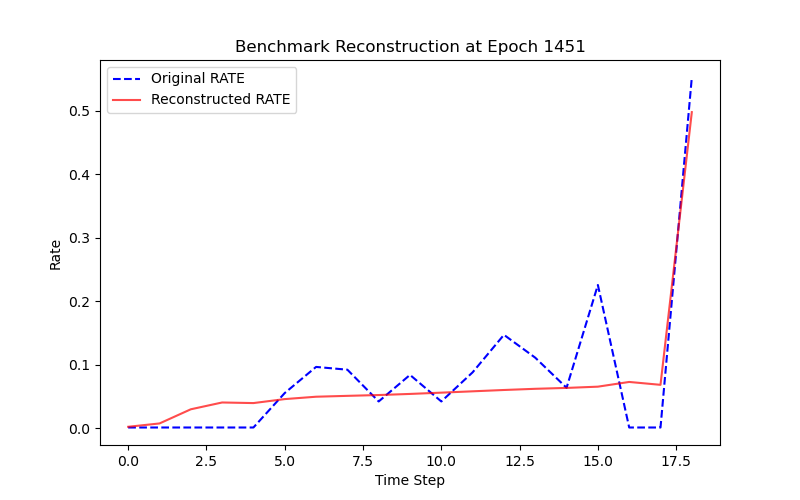 Benchmark Reconstruction at Epoch 1451
Original RATE
Reconstructed RATE
0.5
0.4
0.3
0.2
0.1
0.0
Rate
0.0 2.5 5.0 7.5 10.0 12.5 15.0 17.5
Time Step